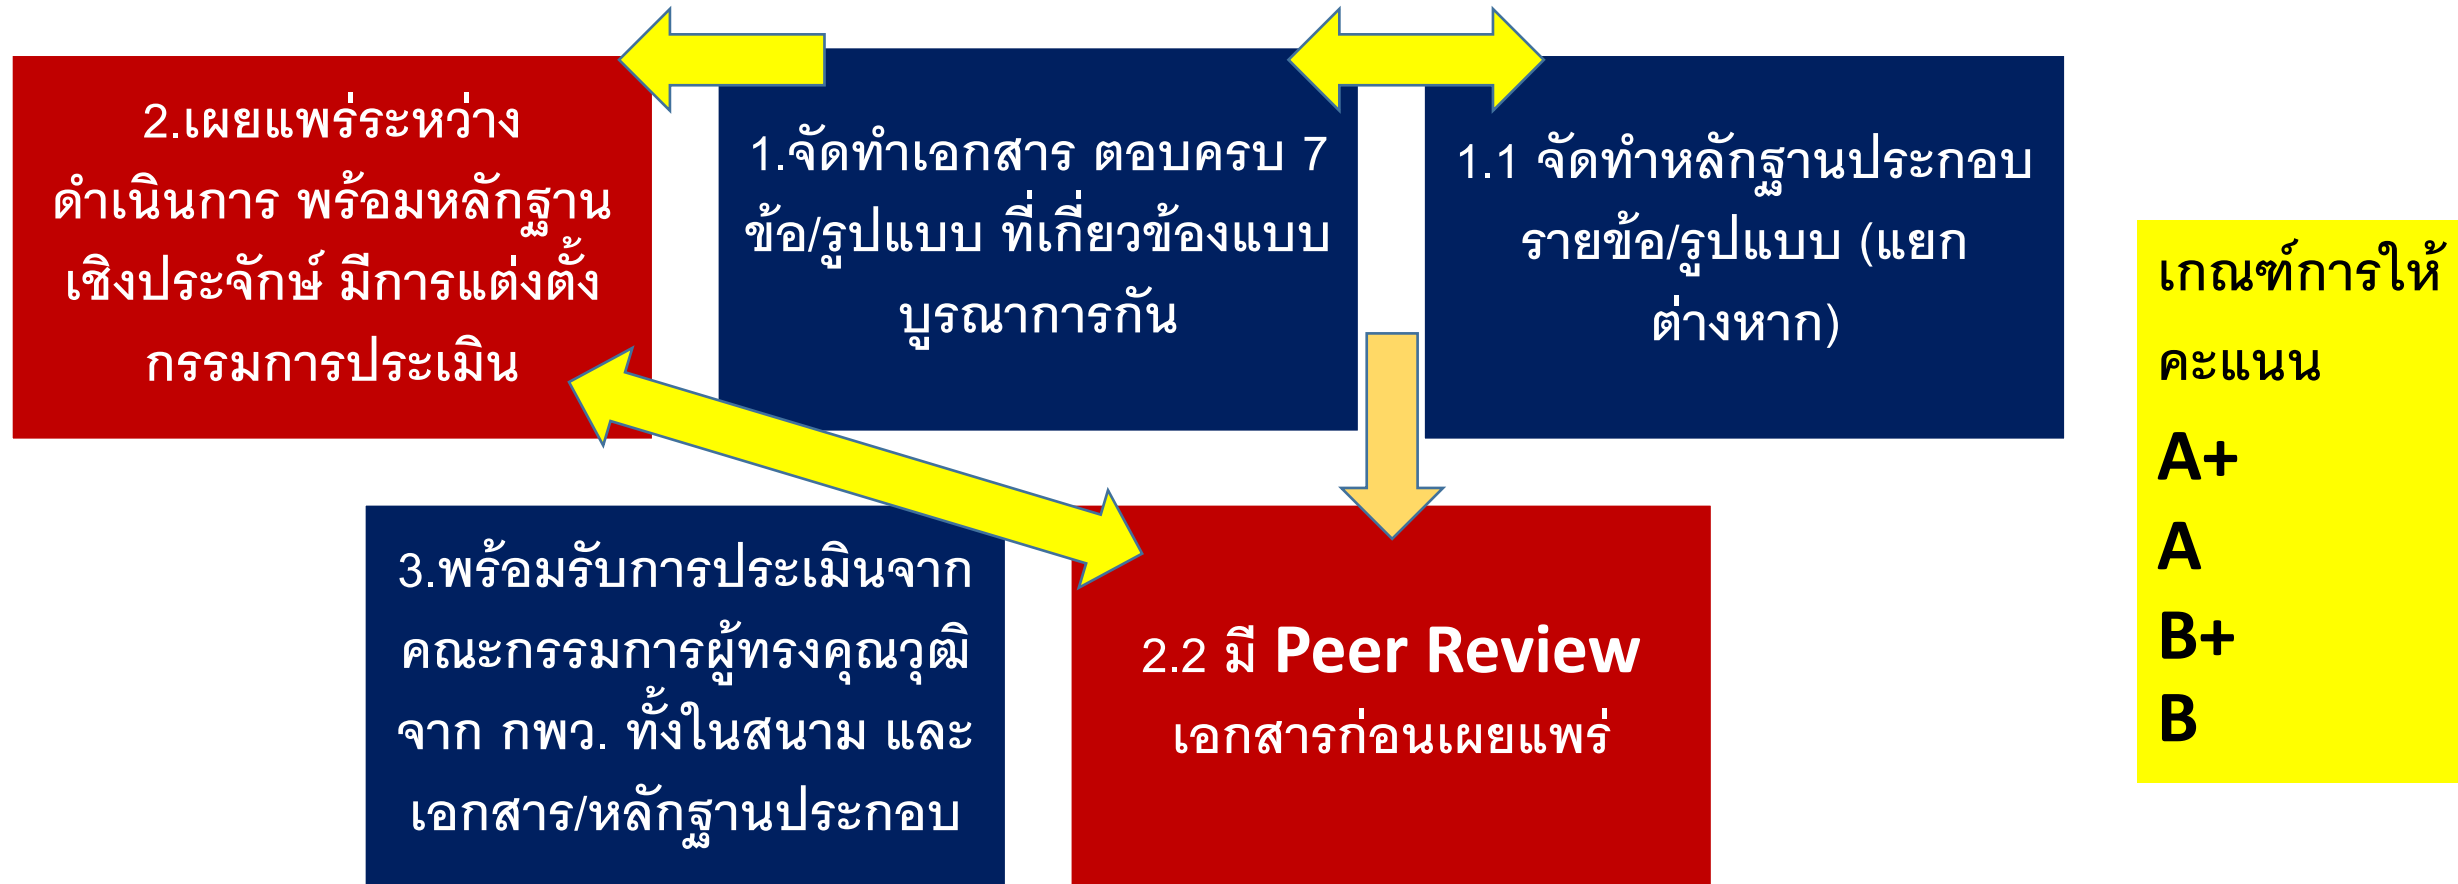 2.เผยแพร่ระหว่าง
ดำเนินการ พร้อมหลักฐาน
เชิงประจักษ์ มีการแต่งตั้ง
กรรมการประเมิน
1.จัดทำเอกสาร ตอบครบ 7
ข้อ/รูปแบบ ที่เกี่ยวข้องแบบ
บูรณาการกัน
1.1 จัดทำหลักฐานประกอบ
รายข้อ/รูปแบบ (แยก
ต่างหาก)
3.พร้อมรับการประเมินจาก
คณะกรรมการผู้ทรงคุณวุฒิ
จาก กพว. ทั้งในสนาม และ
เอกสาร/หลักฐานประกอบ
2.2 มี Peer Review
เอกสารก่อนเผยแพร่
เกณฑ์การให้
คะแนน
A+
A
B+
B